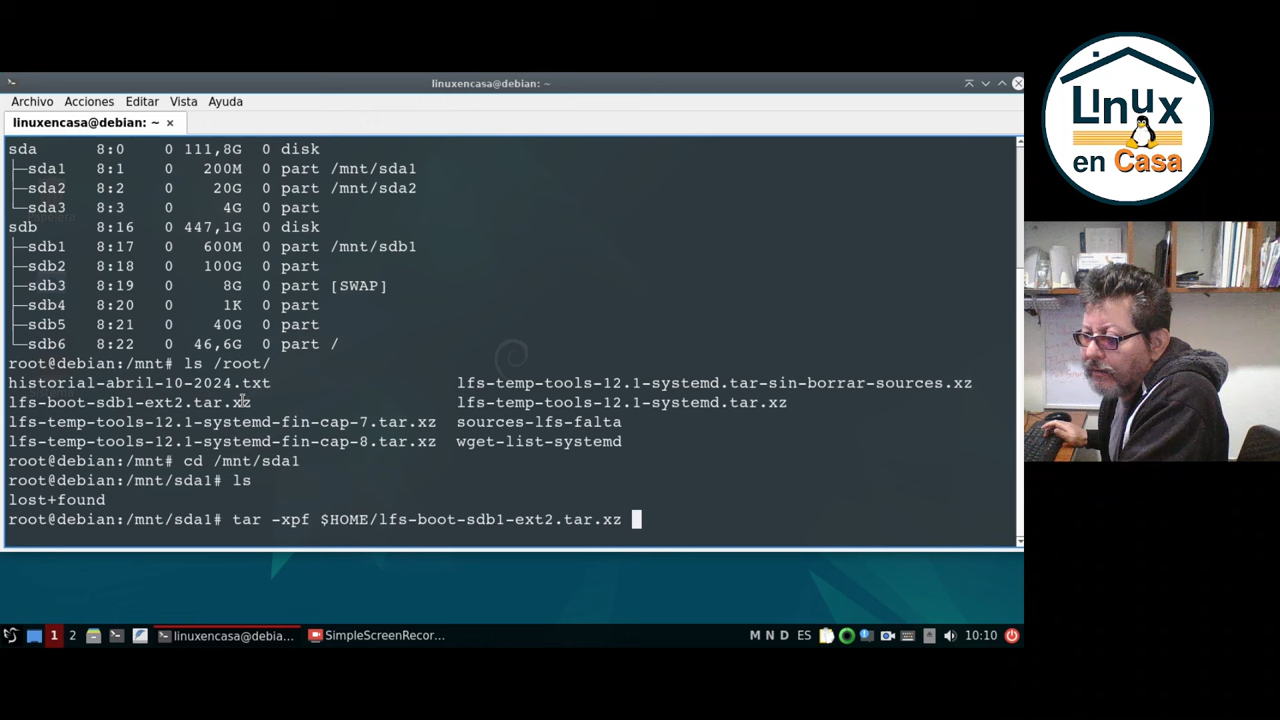 linuxencasa@debian: ~
Archivo Acciones Editar Vista Ayuda
linuxencasa@debian: ~ ×
sda 8:0 0 111,8G 0 disk
├─sda1 8:1 0 200M 0 part /mnt/sda1
├─sda2 8:2 0 20G 0 part /mnt/sda2
└─sda3 8:3 0 4G 0 part
sdb 8:16 0 447,1G 0 disk
├─sdb1 8:17 0 600M 0 part /mnt/sdb1
├─sdb2 8:18 0 100G 0 part
├─sdb3 8:19 0 8G 0 part [SWAP]
├─sdb4 8:20 0 1K 0 part
├─sdb5 8:21 0 40G 0 part
└─sdb6 8:22 0 46,6G 0 part /
root@debian:/mnt# ls /root/
historial-abril-10-2024.txt lfs-temp-tools-12.1-systemd.tar-sin-borrar-sources.xz
lfs-boot-sdb1-ext2.tar.xz lfs-temp-tools-12.1-systemd.tar.xz
lfs-temp-tools-12.1-systemd-fin-cap-7.tar.xz sources-lfs-falta
lfs-temp-tools-12.1-systemd-fin-cap-8.tar.xz wget-list-systemd
root@debian:/mnt# cd /mnt/sda1
root@debian:/mnt/sda1# ls
lost+found
root@debian:/mnt/sda1# tar -xpf $HOME/lfs-boot-sdb1-ext2.tar.xz
1 2 linuxencasa@debia... SimpleScreenRecor... M N D ES 10:10
Linux
en Casa